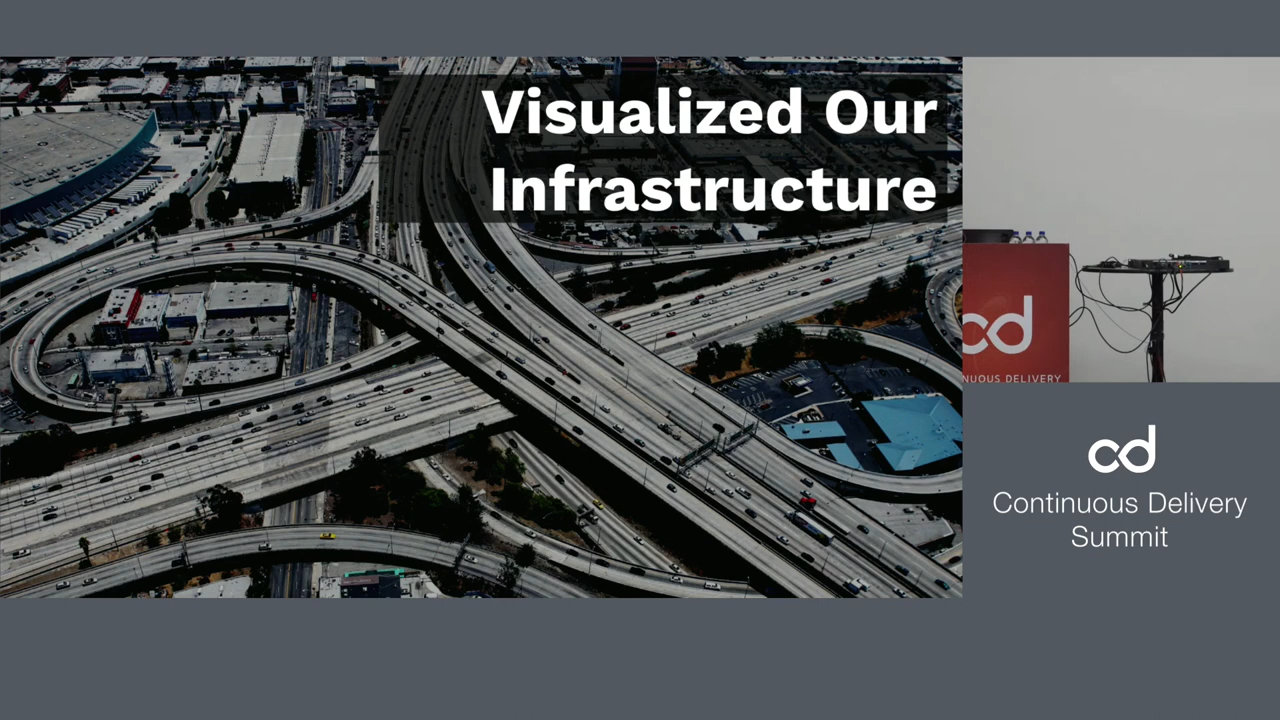 Visualized Our
Infrastructure
cd
NUOUS DELIVERY
cd
Continuous Delivery
Summit